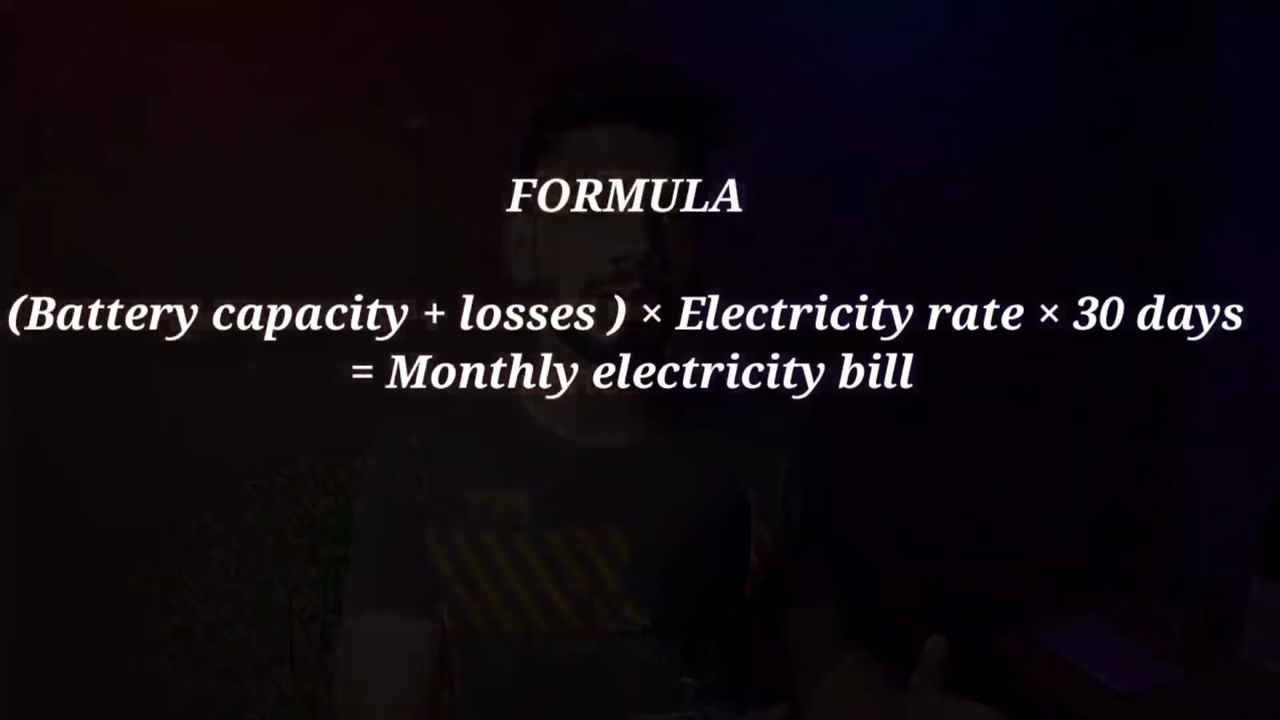 FORMULA
(Battery capacity + losses ) × Electricity rate × 30 days
= Monthly electricity bill